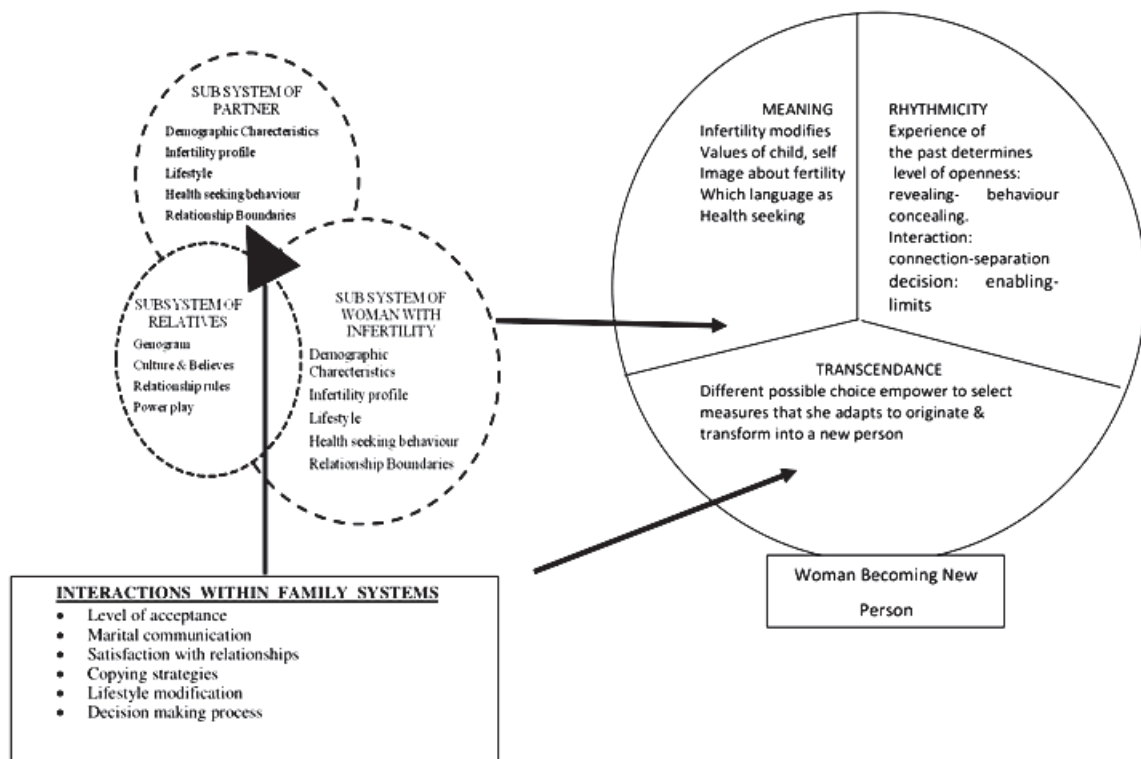 SUB SYSTEM OF
PARTNER
Demographic Charecteristics
Infertility profile
Lifestyle
Health seeking behaviour
Relationship Boundaries
SUBSYSTEM OF
RELATIVES
Genogram
Culture & Believes
Relationship rules
Power play
SUB SYSTEM OF
WOMAN WITH
INFERTILITY
Demographic
Charecteristics
Infertility profile
Lifestyle
Health seeking behaviour
Relationship Boundaries
INTERACTIONS WITHIN FAMILY SYSTEMS
• Level of acceptance
• Marital communication
• Satisfaction with relationships
• Copying strategies
• Lifestyle modification
• Decision making process
MEANING
Infertility modifies
Values of child, self
Image about fertility
Which language as
Health seeking
RHYTHMICITY
Experience of
the past determines
level of openness:
revealing- behaviour
concealing.
Interaction:
connection-separation
decision: enabling-
limits
TRANSCENDANCE
Different possible choice empower to select
measures that she adapts to originate &
transform into a new person
Woman Becoming New
Person